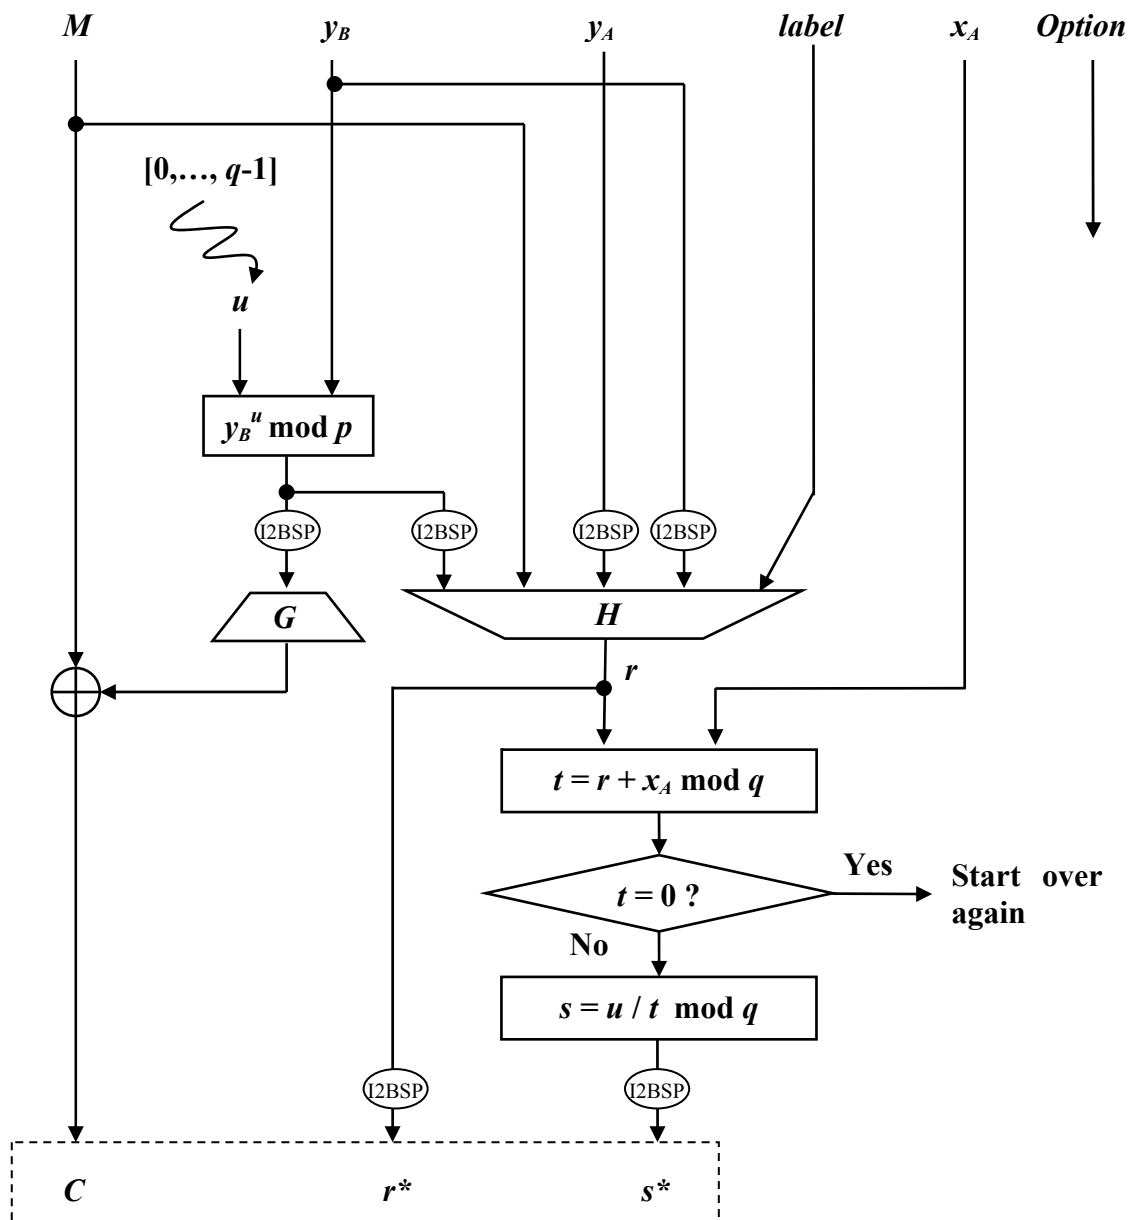 M y_B y_A label x_A Option
[0,…, q-1]
u
y_B^u mod p
I2BSP I2BSP I2BSP I2BSP
G H
r
t = r + x_A mod q
t = 0 ?
Yes
Start over
again
No
s = u / t mod q
I2BSP I2BSP
C r* s*